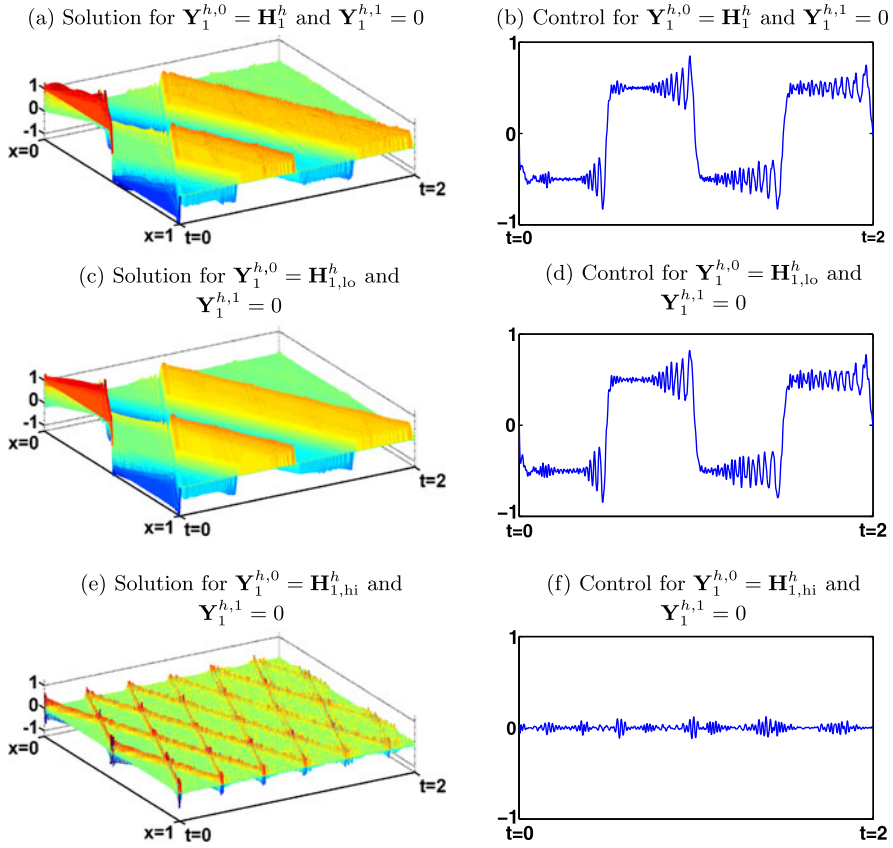 (a) Solution for Y_1^{h,0} = H_1^h and Y_1^{h,1} = 0
1
0
-1
x=0
x=1
t=0
t=2
(b) Control for Y_1^{h,0} = H_1^h and Y_1^{h,1} = 0
1
0
−1
t=0
t=2
(c) Solution for Y_1^{h,0} = H_{1,lo}^h and
Y_1^{h,1} = 0
1
0
-1
x=0
x=1
t=0
t=2
(d) Control for Y_1^{h,0} = H_{1,lo}^h and
Y_1^{h,1} = 0
1
0
−1
t=0
t=2
(e) Solution for Y_1^{h,0} = H_{1,hi}^h and
Y_1^{h,1} = 0
1
0
-1
x=0
x=1
t=0
t=2
(f) Control for Y_1^{h,0} = H_{1,hi}^h and
Y_1^{h,1} = 0
1
0
−1
t=0
t=2